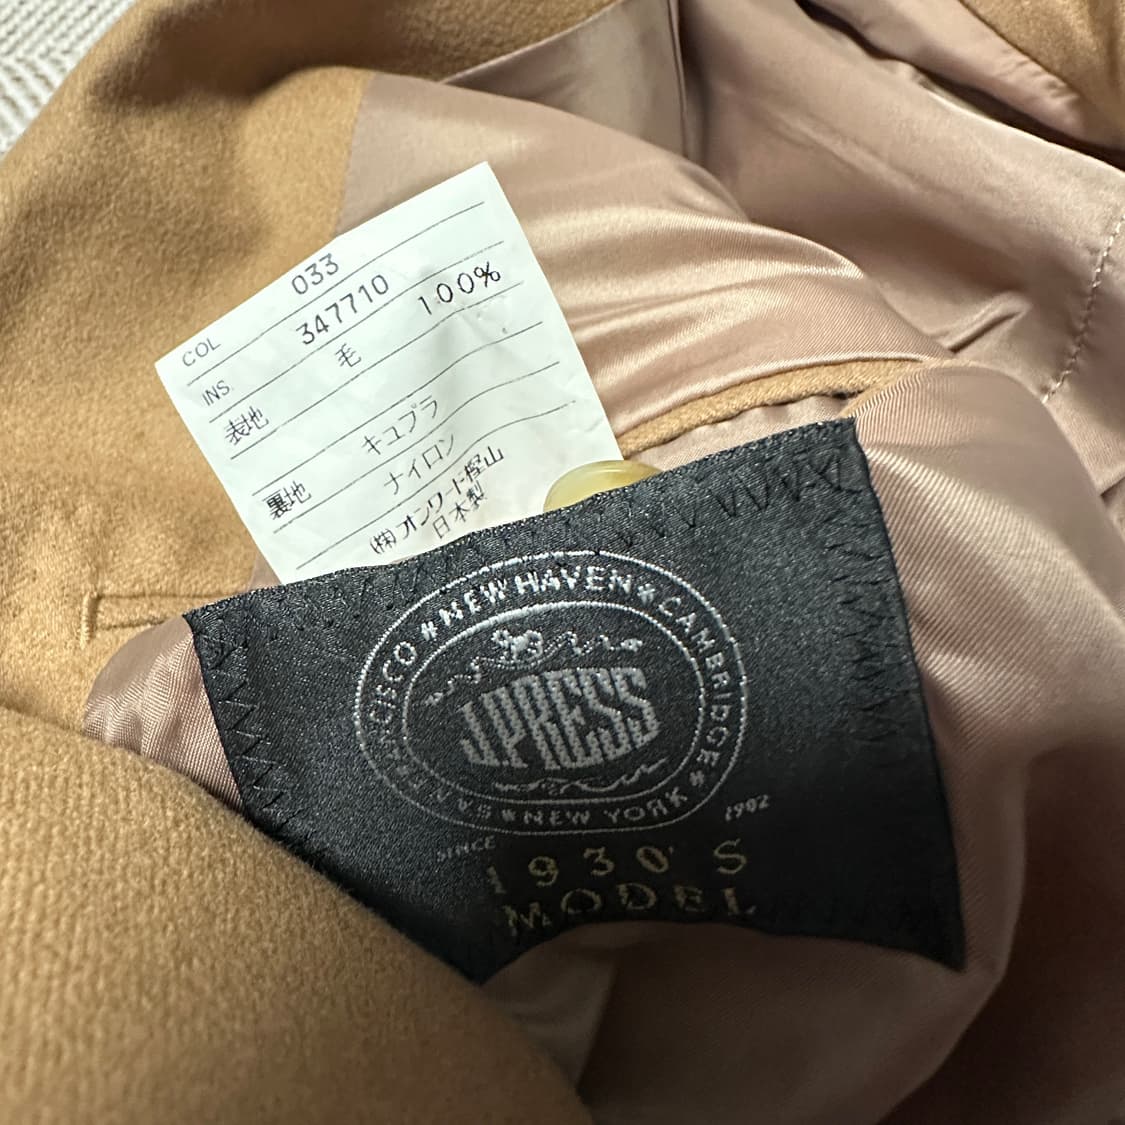 COL 033
INS. 347710
表地 毛 100%
裏地 キュプラ
ナイロン
(株)オンワード樫山
日本製
SAN FRANCISCO * NEW HAVEN * CAMBRIDGE * NEW YORK *
J.PRESS
SINCE 1902
1930'S
MODEL